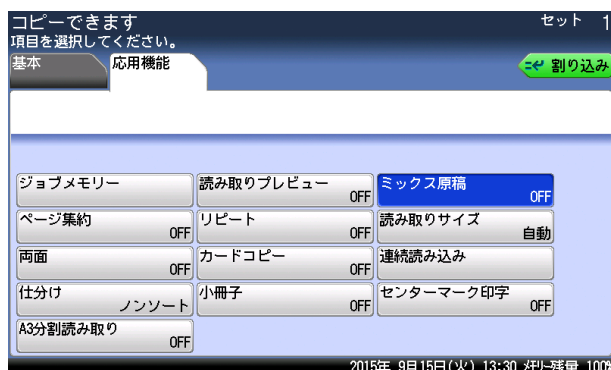 コピーできます
セット 1
項目を選択してください。
基本
応用機能
割り込み
ジョブメモリー
読み取りプレビュー
OFF
ミックス原稿
OFF
ページ集約
OFF
リピート
OFF
読み取りサイズ
自動
両面
OFF
カードコピー
OFF
連続読み込み
仕分け
ノンソート
小冊子
OFF
センターマーク印字
OFF
A3分割読み取り
OFF
2015年 9月15日(火) 13:30 メモリー残量 100%